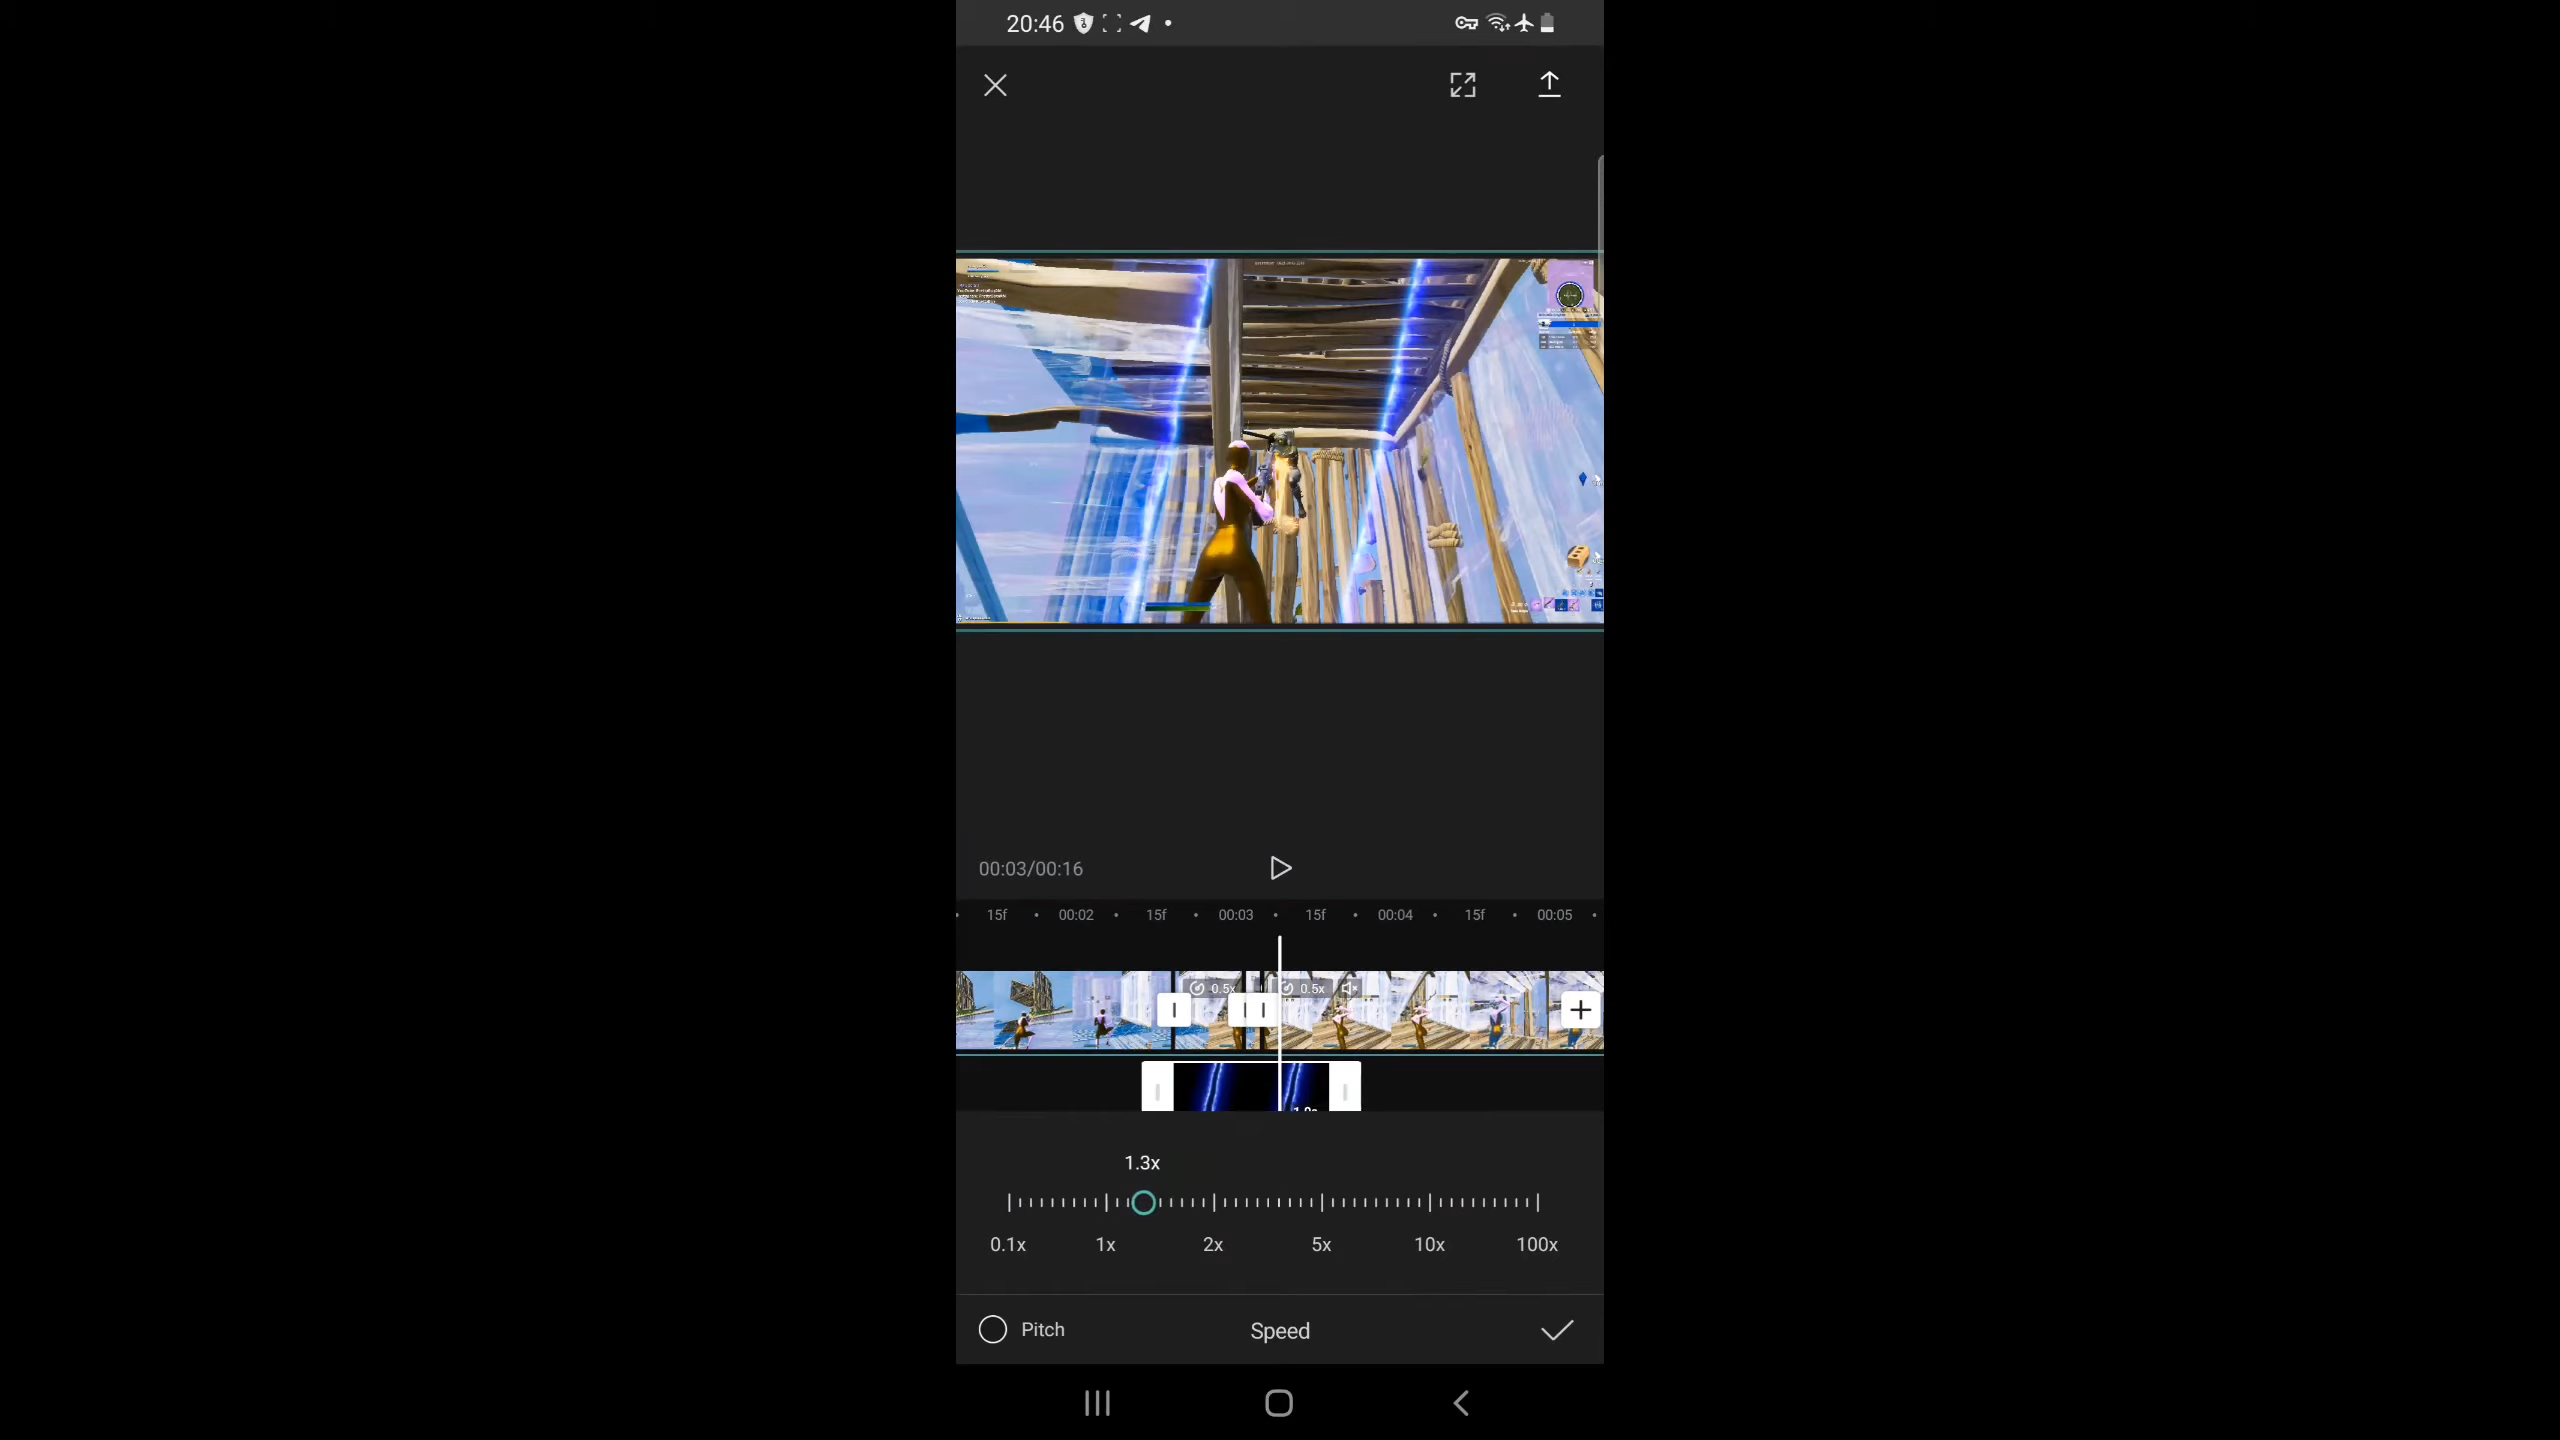 20:46
00:03/00:16
15f 00:02 15f 00:03 15f 00:04 15f 00:05
0.5x 0.5x
1.3x
0.1x 1x 2x 5x 10x 100x
Pitch Speed